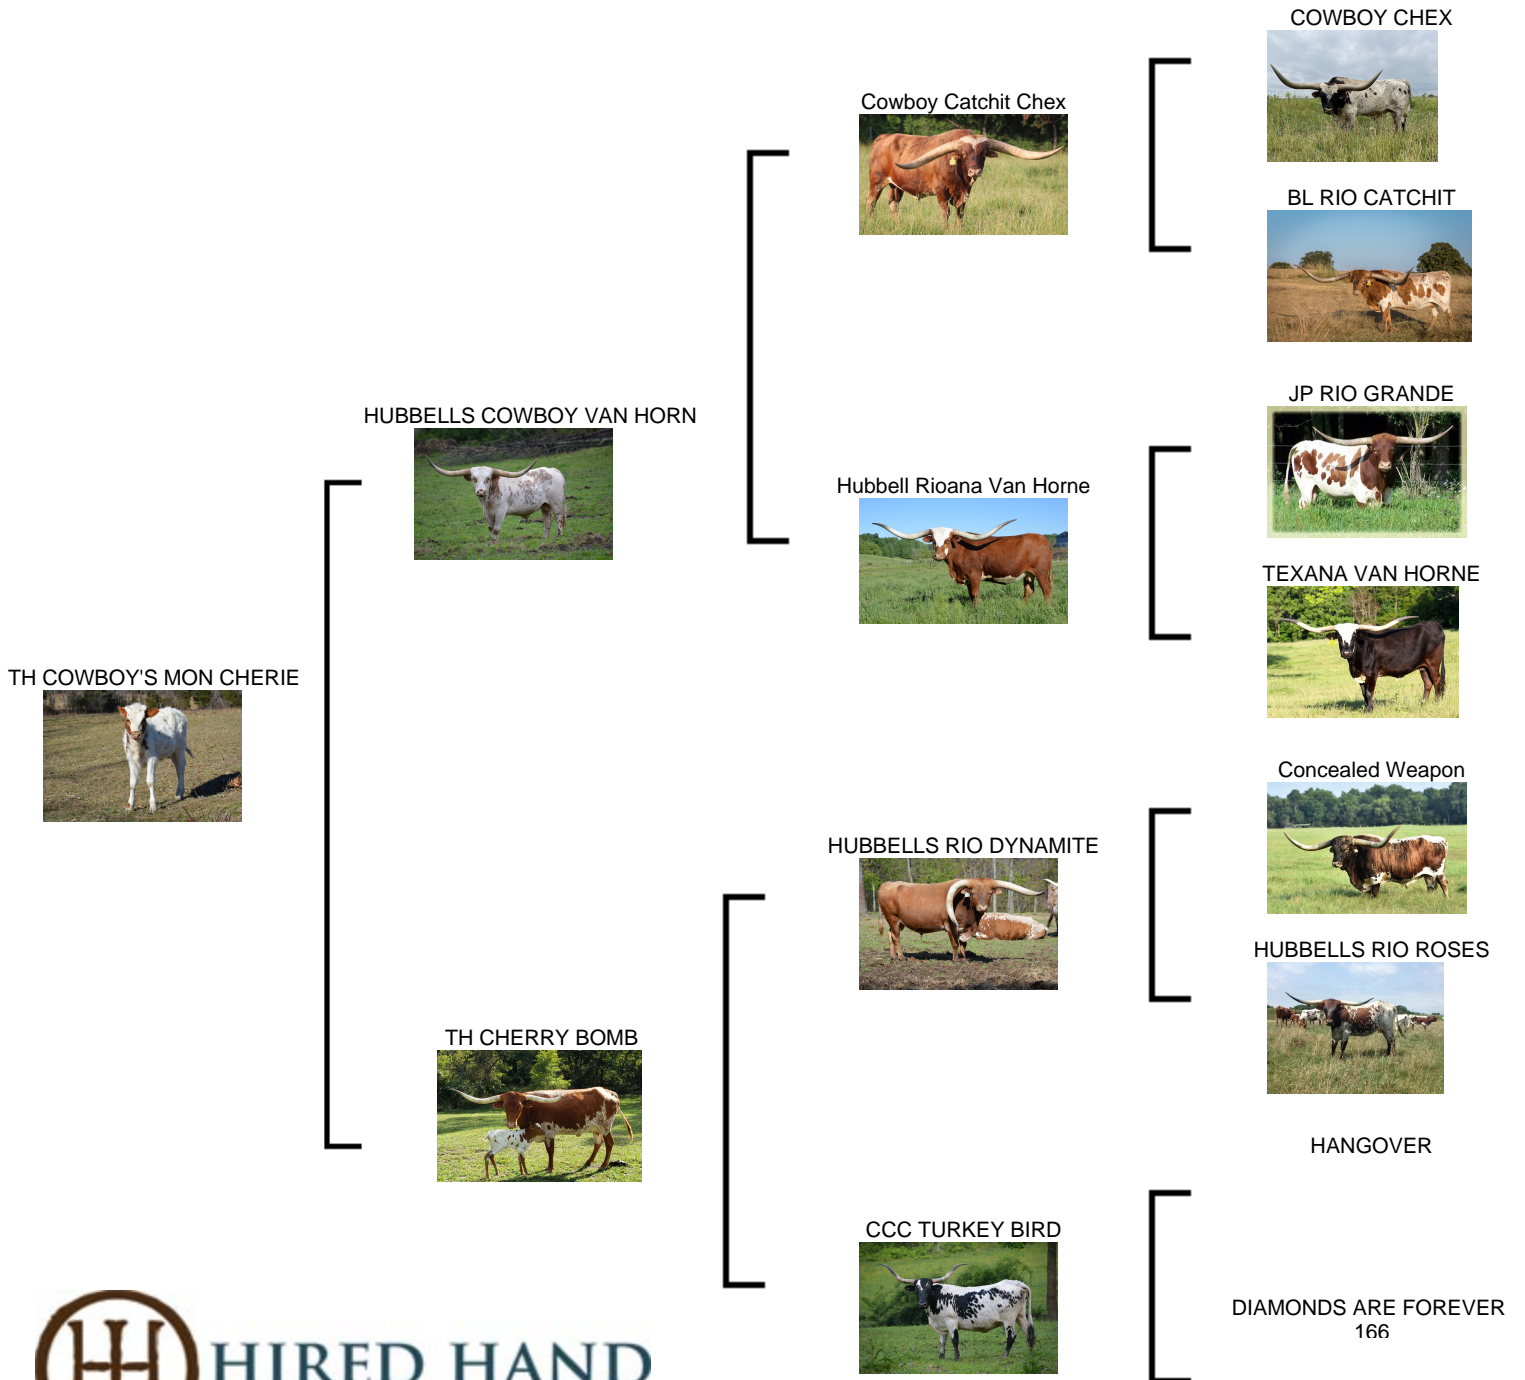 COWBOY CHEX
Cowboy Catchit Chex
BL RIO CATCHIT
HUBBELLS COWBOY VAN HORN
JP RIO GRANDE
Hubbell Rioana Van Horne
TEXANA VAN HORNE
TH COWBOY'S MON CHERIE
Concealed Weapon
HUBBELLS RIO DYNAMITE
HUBBELLS RIO ROSES
TH CHERRY BOMB
HANGOVER
CCC TURKEY BIRD
DIAMONDS ARE FOREVER
166
HIRED HAND